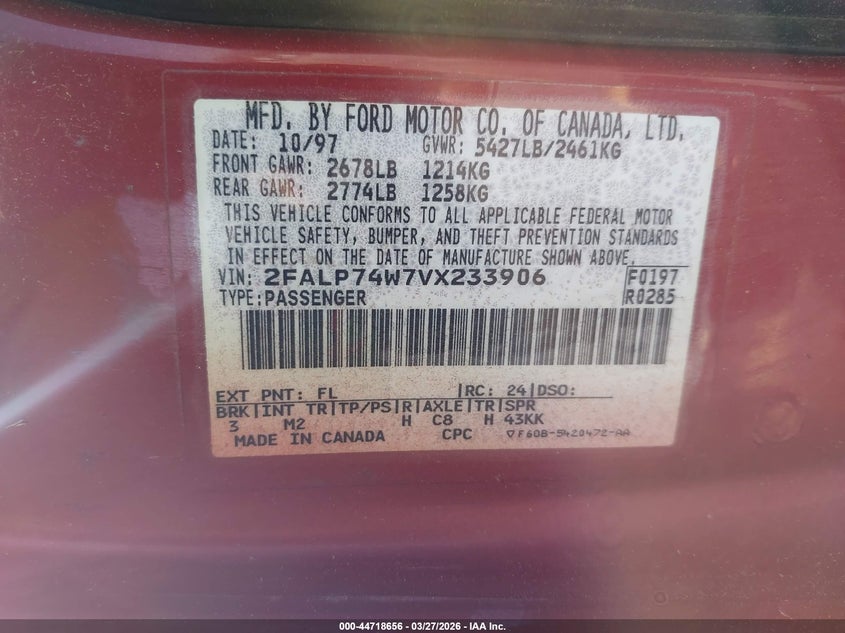 MFD. BY FORD MOTOR CO. OF CANADA, LTD.
DATE: 10/97 GVWR: 5427LB/2461KG
FRONT GAWR: 2678LB 1214KG
REAR GAWR: 2774LB 1258KG
THIS VEHICLE CONFORMS TO ALL APPLICABLE FEDERAL MOTOR
VEHICLE SAFETY, BUMPER, AND THEFT PREVENTION STANDARDS
IN EFFECT ON THE DATE OF MANUFACTURE SHOWN ABOVE.
VIN: 2FALP74W7VX233906 F0197
TYPE: PASSENGER R0285
EXT PNT: FL |RC: 24|DSO:
BRK|INT TR|TP/PS|R|AXLE|TR|SPR
3 M2 H C8 H 43KK
MADE IN CANADA CPC ▽F60B-5420472-AA
000-44718656 | 03/27/2026 | IAA Inc.